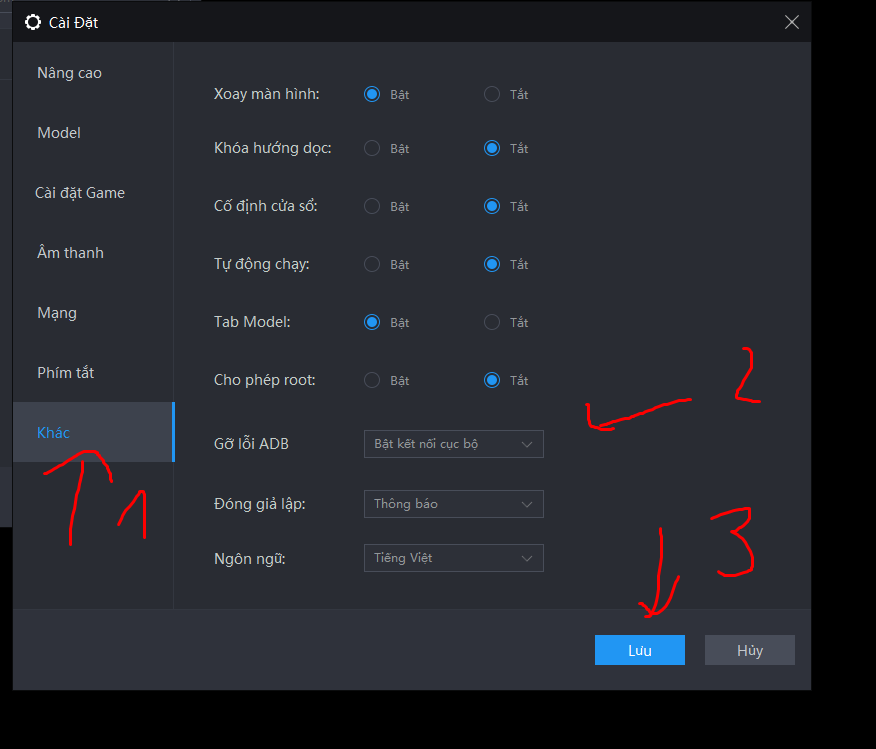 Cài Đặt
Nâng cao
Model
Cài đặt Game
Âm thanh
Mạng
Phím tắt
Khác
Xoay màn hình: Bật Tắt
Khóa hướng dọc: Bật Tắt
Cố định cửa sổ: Bật Tắt
Tự động chạy: Bật Tắt
Tab Model: Bật Tắt
Cho phép root: Bật Tắt
Gỡ lỗi ADB Bật kết nối cục bộ
Đóng giả lập: Thông báo
Ngôn ngữ: Tiếng Việt
1
2
3
Lưu Hủy